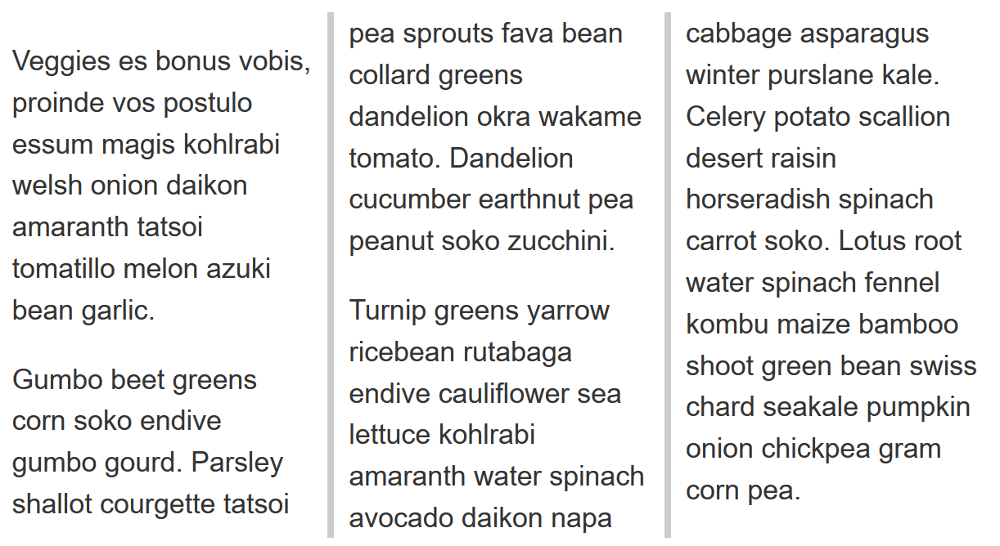 Veggies es bonus vobis,
proinde vos postulo
essum magis kohlrabi
welsh onion daikon
amaranth tatsoi
tomatillo melon azuki
bean garlic.
Gumbo beet greens
corn soko endive
gumbo gourd. Parsley
shallot courgette tatsoi
pea sprouts fava bean
collard greens
dandelion okra wakame
tomato. Dandelion
cucumber earthnut pea
peanut soko zucchini.
Turnip greens yarrow
ricebean rutabaga
endive cauliflower sea
lettuce kohlrabi
amaranth water spinach
avocado daikon napa
cabbage asparagus
winter purslane kale.
Celery potato scallion
desert raisin
horseradish spinach
carrot soko. Lotus root
water spinach fennel
kombu maize bamboo
shoot green bean swiss
chard seakale pumpkin
onion chickpea gram
corn pea.